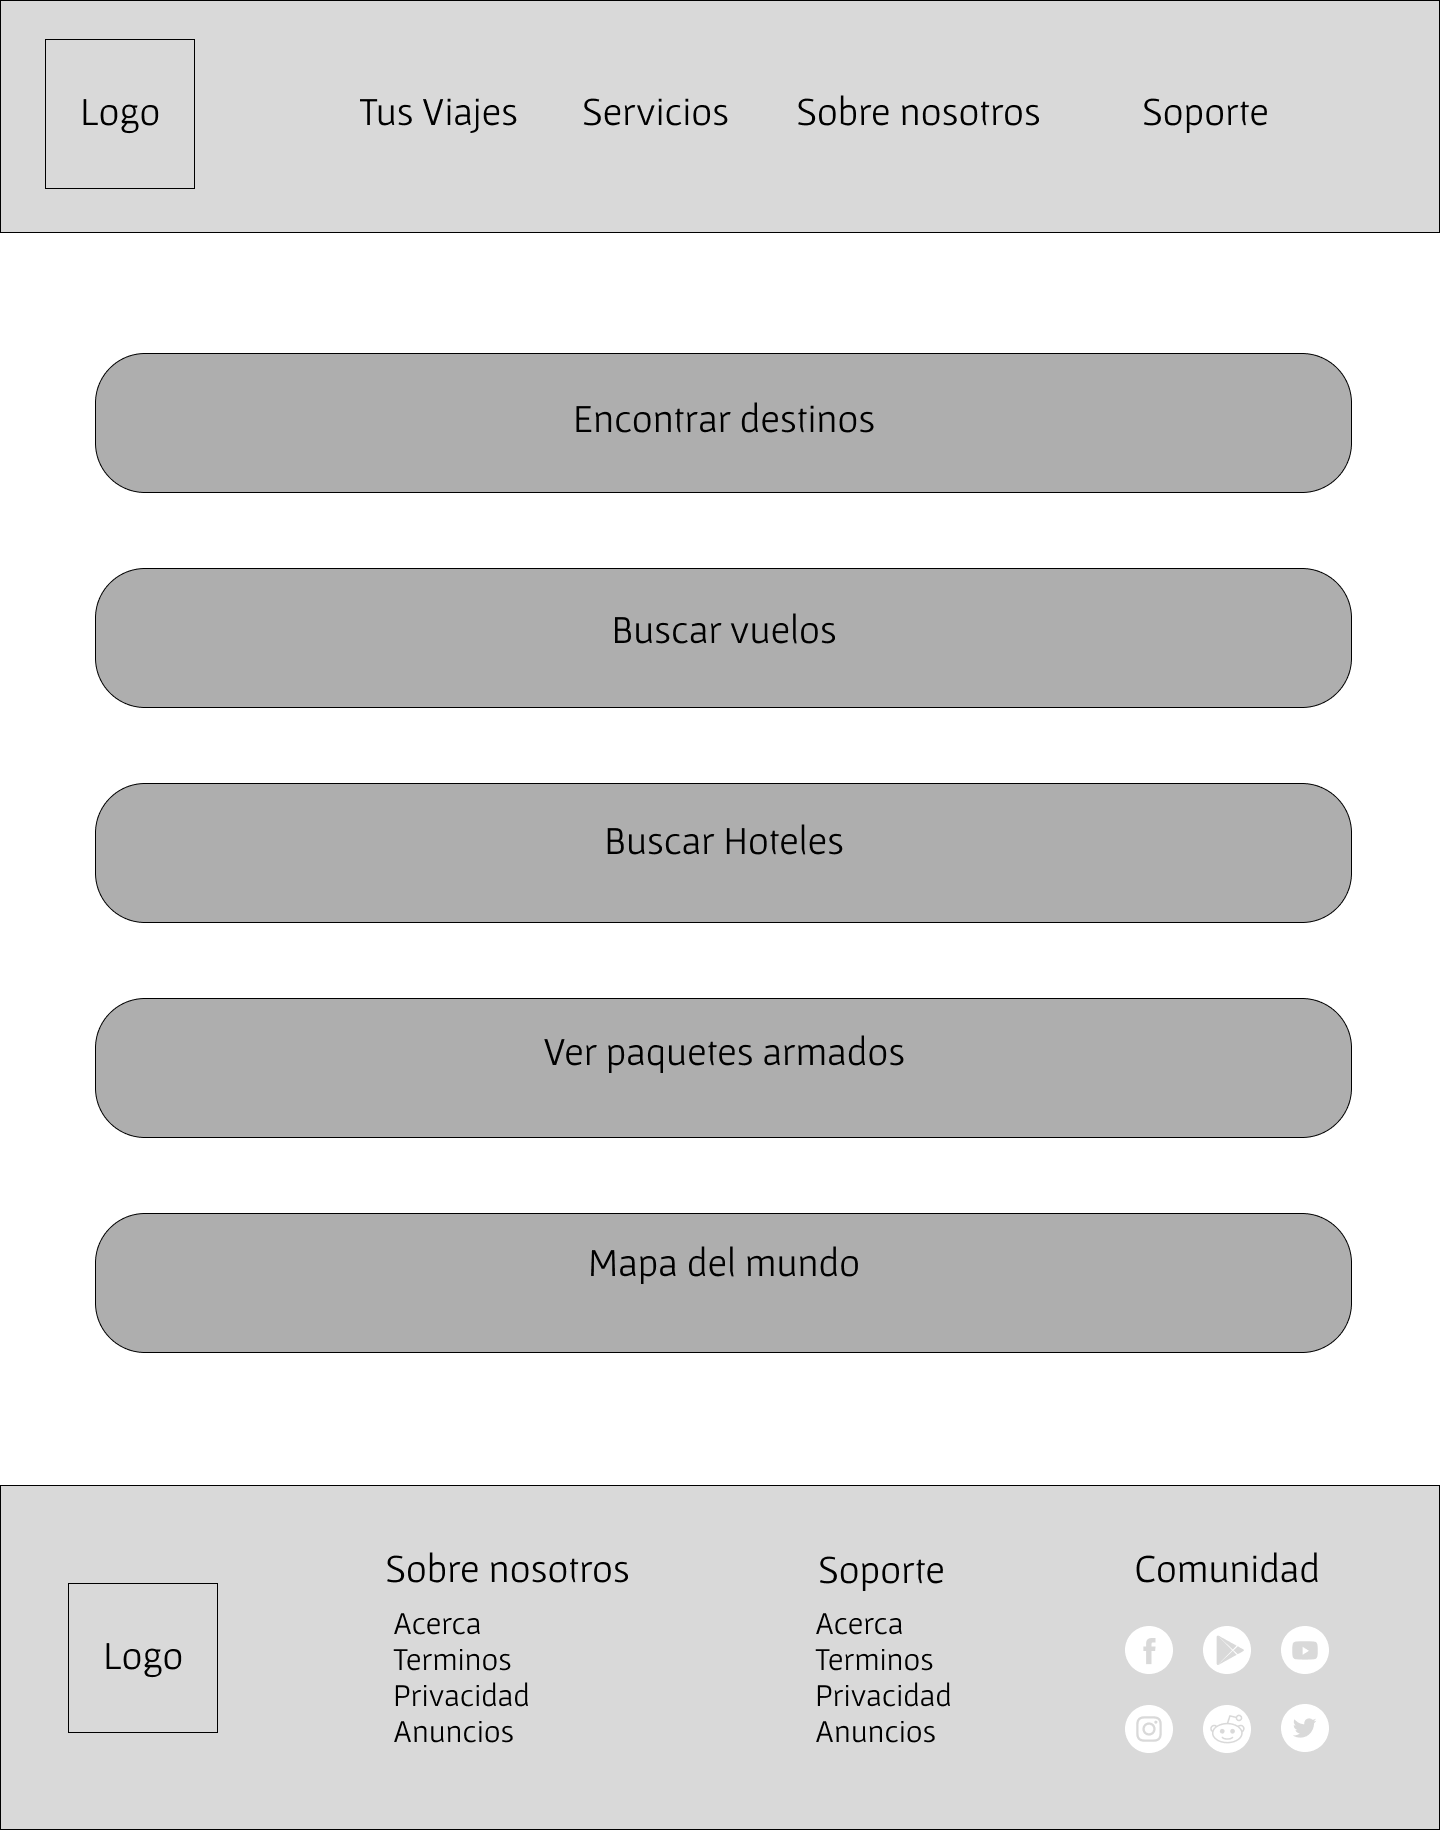 Logo
Tus Viajes
Servicios
Sobre nosotros
Soporte
Encontrar destinos
Buscar vuelos
Buscar Hoteles
Ver paquetes armados
Mapa del mundo
Logo
Sobre nosotros
Acerca
Terminos
Privacidad
Anuncios
Soporte
Acerca
Terminos
Privacidad
Anuncios
Comunidad